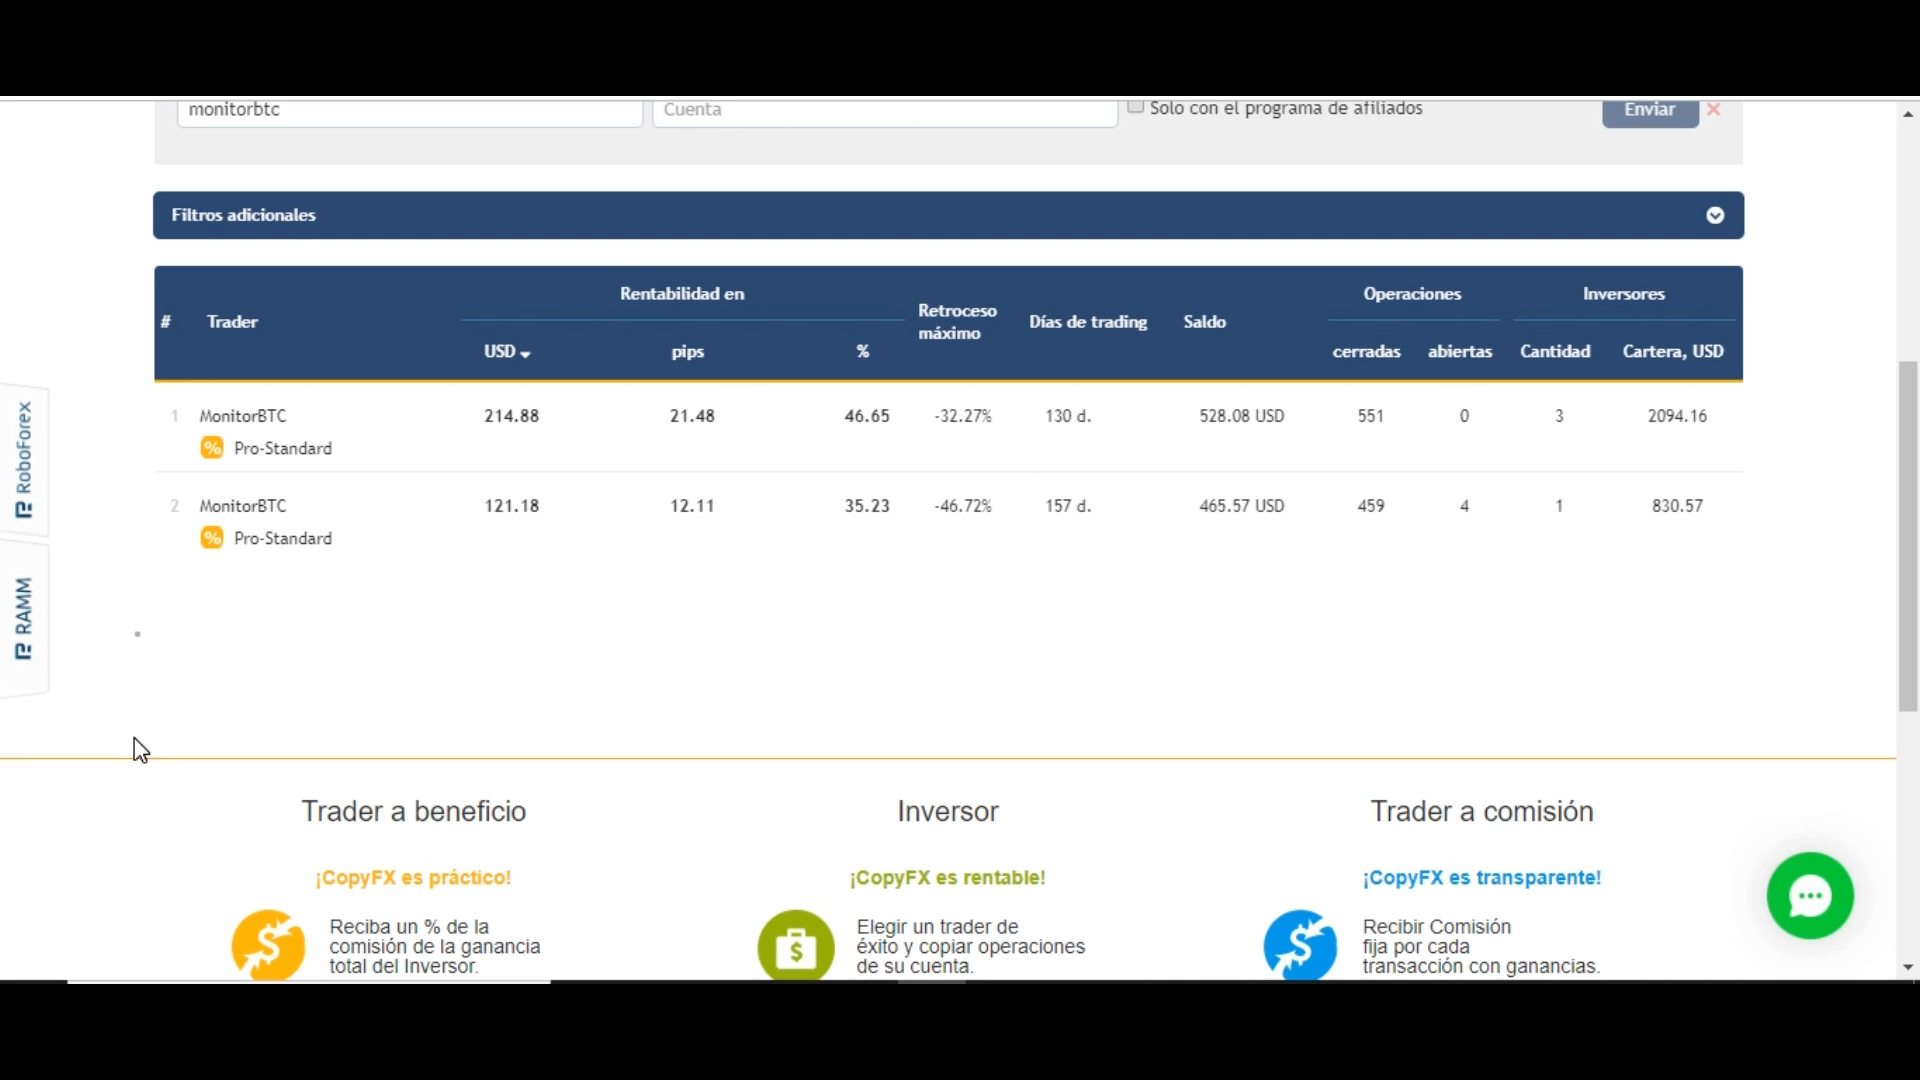 monitorbtc Cuenta Solo con el programa de afiliados Enviar
Filtros adicionales
Rentabilidad en Operaciones Inversores
# Trader Retroceso máximo Días de trading Saldo
USD pips % cerradas abiertas Cantidad Cartera, USD
1 MonitorBTC 214.88 21.48 46.65 -32.27% 130 d. 528.08 USD 551 0 3 2094.16
% Pro-Standard
2 MonitorBTC 121.18 12.11 35.23 -46.72% 157 d. 465.57 USD 459 4 1 830.57
% Pro-Standard
RoboForex
RAMM
Trader a beneficio
¡CopyFX es práctico!
Reciba un % de la
comisión de la ganancia
total del Inversor.
Inversor
¡CopyFX es rentable!
Elegir un trader de
éxito y copiar operaciones
de su cuenta.
Trader a comisión
¡CopyFX es transparente!
Recibir Comisión
fija por cada
transacción con ganancias.